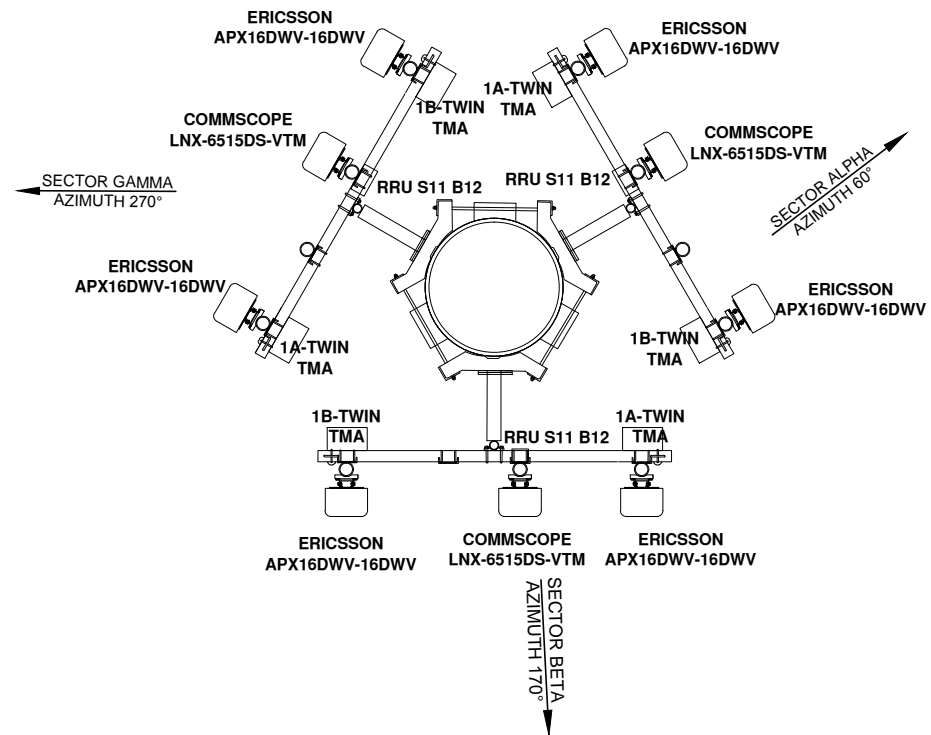 ERICSSON
APX16DWV-16DWV
ERICSSON
APX16DWV-16DWV
1B-TWIN
TMA
1A-TWIN
TMA
COMMSCOPE
LNX-6515DS-VTM
COMMSCOPE
LNX-6515DS-VTM
SECTOR GAMMA
AZIMUTH 270°
RRU S11 B12
RRU S11 B12
SECTOR ALPHA
AZIMUTH 60°
ERICSSON
APX16DWV-16DWV
ERICSSON
APX16DWV-16DWV
1A-TWIN
TMA
1B-TWIN
TMA
1B-TWIN
TMA
RRU S11 B12
1A-TWIN
TMA
ERICSSON
APX16DWV-16DWV
COMMSCOPE
LNX-6515DS-VTM
ERICSSON
APX16DWV-16DWV
SECTOR BETA
AZIMUTH 170°